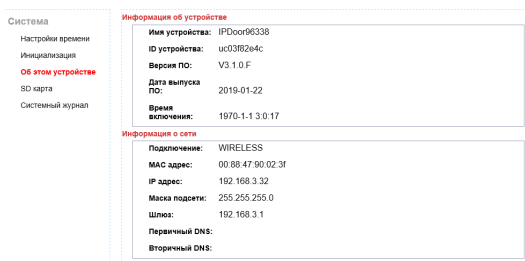 Система
Настройки времени
Инициализация
Об этом устройстве
SD карта
Системный журнал
Информация об устройстве
Имя устройства: IPDoor96338
ID устройства: uc03f82e4c
Версия ПО: V3.1.0.F
Дата выпуска
ПО: 2019-01-22
Время
включения: 1970-1-1 3:0:17
Информация о сети
Подключение: WIRELESS
MAC адрес: 00:88:47:90:02:3f
IP адрес: 192.168.3.32
Маска подсети: 255.255.255.0
Шлюз: 192.168.3.1
Первичный DNS:
Вторичный DNS: